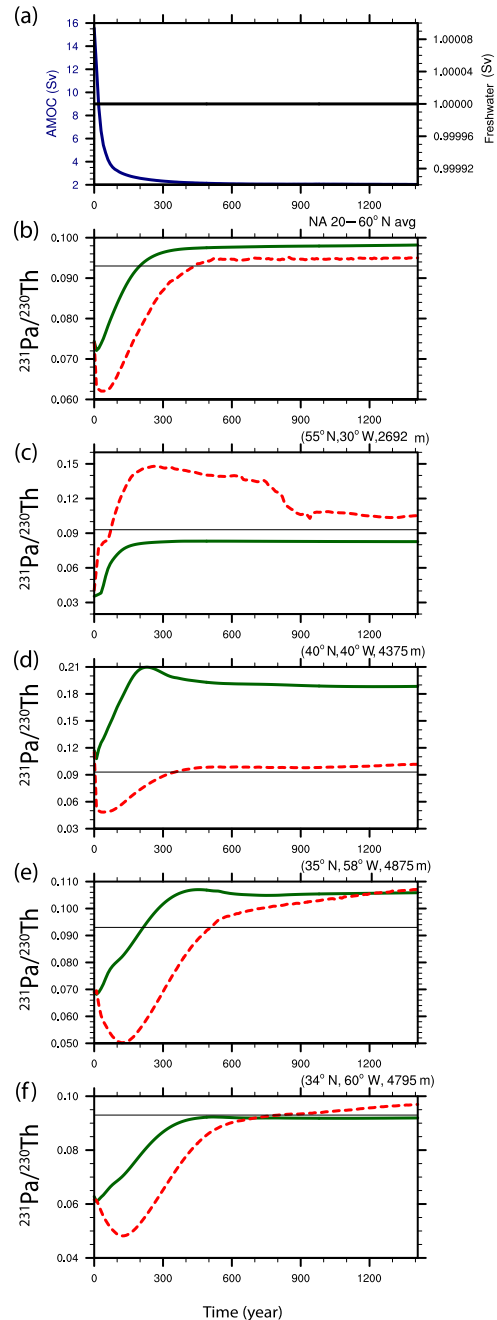 (a)
16
14
12
10
8
6
4
2
AMOC (Sv)
1.00008
1.00004
1.00000
0.99996
0.99992
Freshwater (Sv)
0 300 600 900 1200
NA 20–60° N avg
(b)
0.100
0.090
0.080
0.070
0.060
231Pa/230Th
0 300 600 900 1200
(55° N,30° W,2692 m)
(c)
0.15
0.12
0.09
0.06
0.03
231Pa/230Th
0 300 600 900 1200
(40° N, 40° W, 4375 m)
(d)
0.21
0.18
0.15
0.12
0.09
0.06
0.03
231Pa/230Th
0 300 600 900 1200
(35° N, 58° W, 4875 m)
(e)
0.110
0.100
0.090
0.080
0.070
0.060
0.050
231Pa/230Th
0 300 600 900 1200
(34° N, 60° W, 4795 m)
(f)
0.10
0.08
0.06
0.04
231Pa/230Th
0 300 600 900 1200
Time (year)